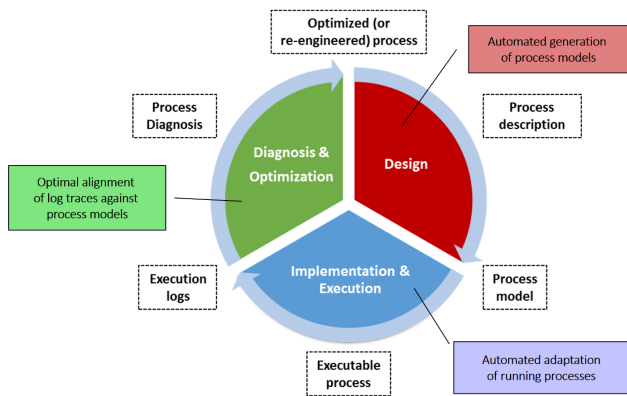 Optimized (or
re-engineered) process
Automated generation
of process models
Process
Diagnosis
Process
description
Diagnosis &
Optimization
Design
Optimal alignment
of log traces against
process models
Implementation &
Execution
Execution
logs
Process
model
Executable
process
Automated adaptation
of running processes